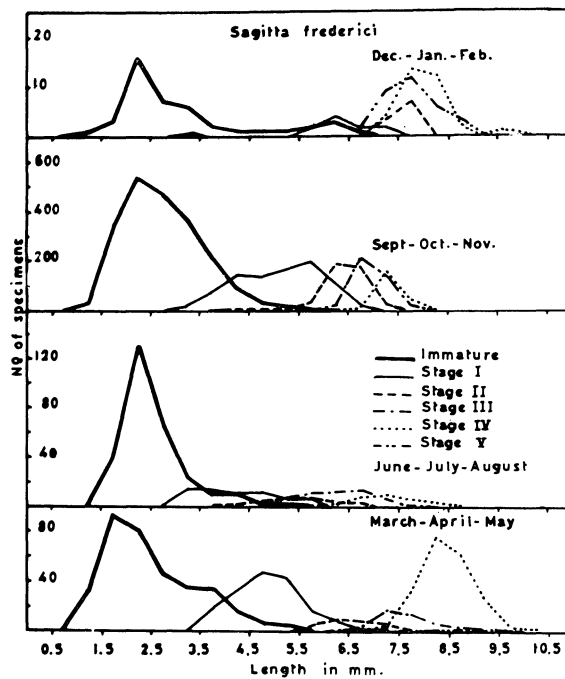 Sagitta frederici
Dec.-Jan.-Feb.
20
10
Sept-Oct.-Nov.
600
400
200
Immature
Stage I
Stage II
Stage III
Stage IV
Stage V
June-July-August
120
80
40
March-April-May
80
40
Nº of specimens
0.5 1.5 2.5 3.5 4.5 5.5 6.5 7.5 8.5 9.5 10.5
Length in mm.